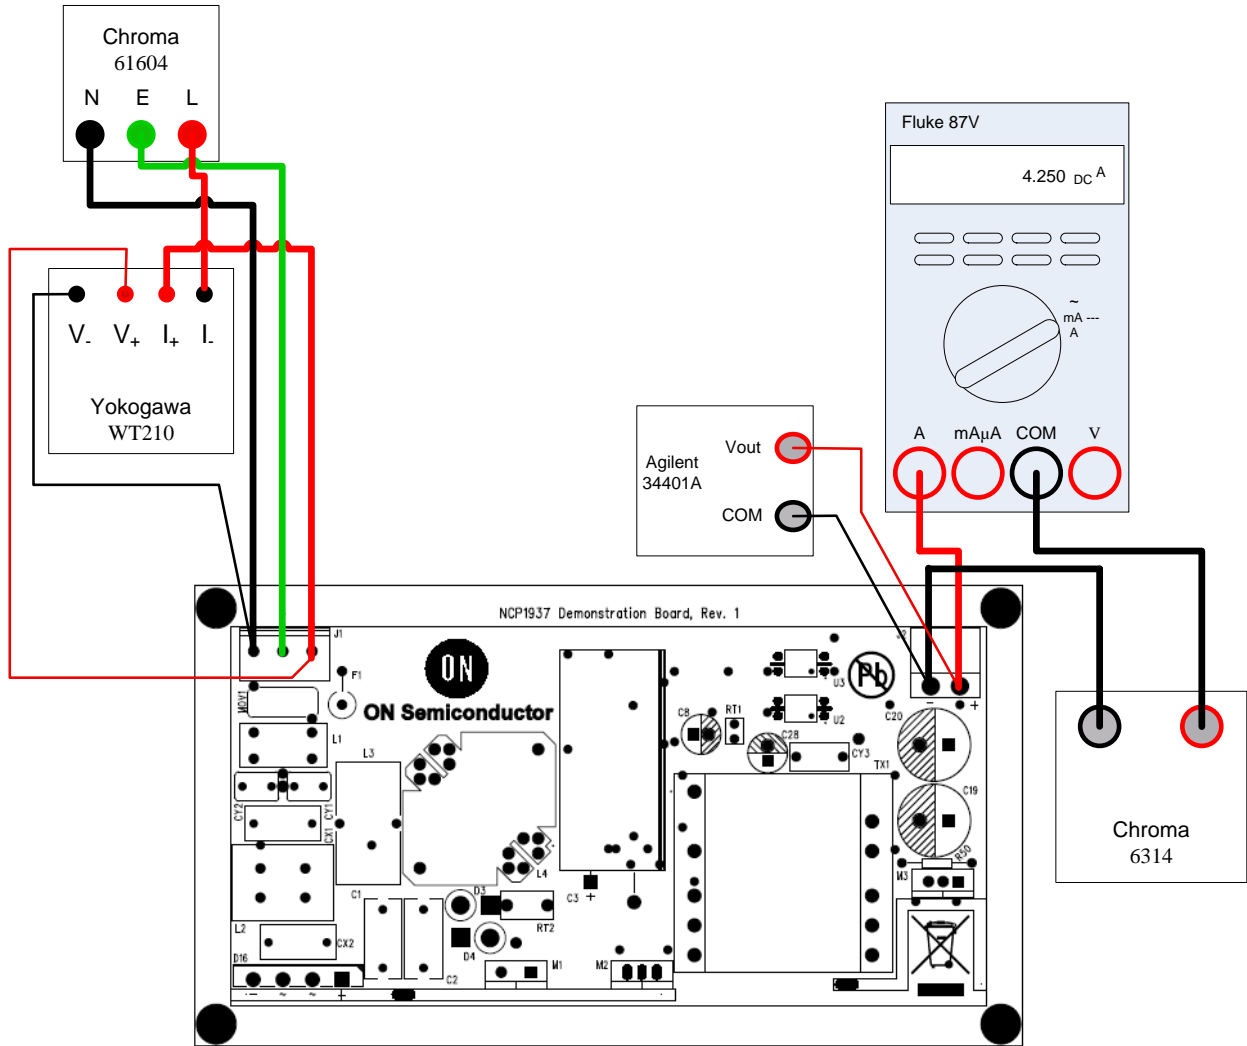 Chroma
61604
N E L
V- V+ I+ I-
Yokogawa
WT210
Fluke 87V
4.250 DC A
~
mA ---
A
A mAµA COM V
Agilent
34401A
Vout
COM
Chroma
6314
NCP1937 Demonstration Board, Rev. 1
J1
J2
F1
MOV1
ON
ON Semiconductor
Pb
U3
U2
- +
L1
L3
C8
RT1
C28
CY3
C20
TX1
C19
CY2
CY1
CX1
R50
M3
L4
C3
+
C1
D3
RT2
L2
CX2
D4
D16
C2
M1
M2
- ~ ~ +